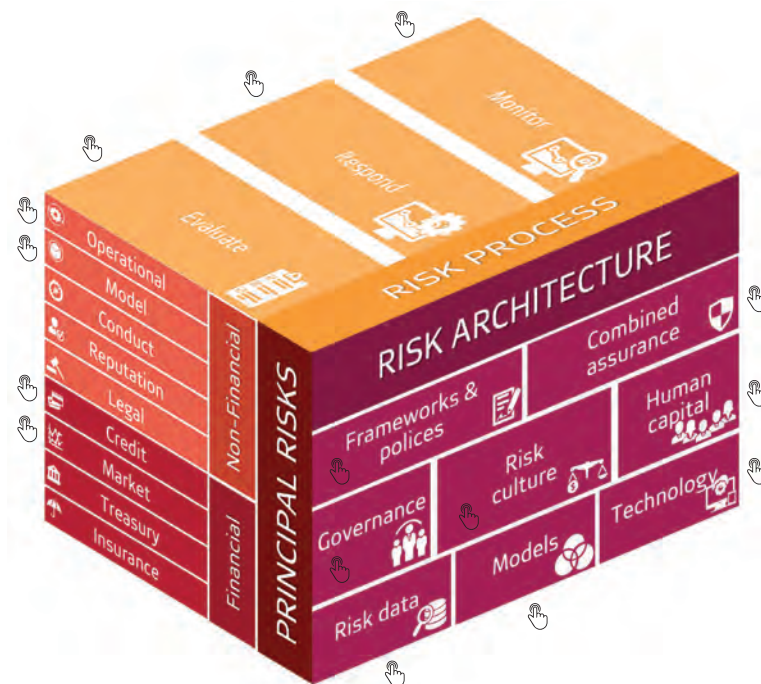 Monitor
Respond
Evaluate
RISK PROCESS
Operational
Model
Conduct
Reputation
Legal
Non-Financial
Credit
Market
Treasury
Insurance
Financial
PRINCIPAL RISKS
RISK ARCHITECTURE
Frameworks &
polices
Combined
assurance
Governance
Risk
culture
Human
capital
Risk data
Models
Technology